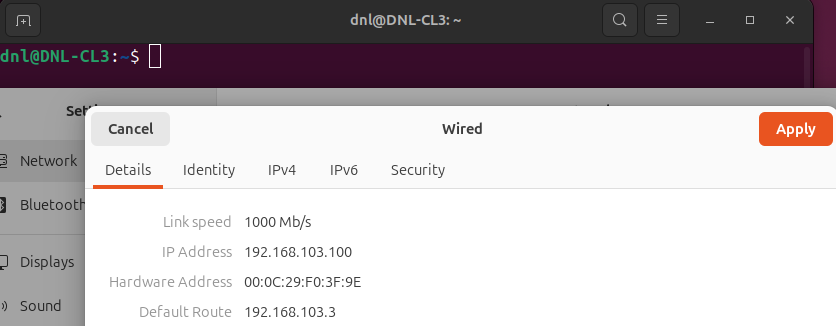 dnl@DNL-CL3: ~
dnl@DNL-CL3:~$
Cancel
Wired
Apply
Network
Details
Identity
IPv4
IPv6
Security
Bluetooth
Link speed 1000 Mb/s
IP Address 192.168.103.100
Displays
Hardware Address 00:0C:29:F0:3F:9E
Sound
Default Route 192.168.103.3